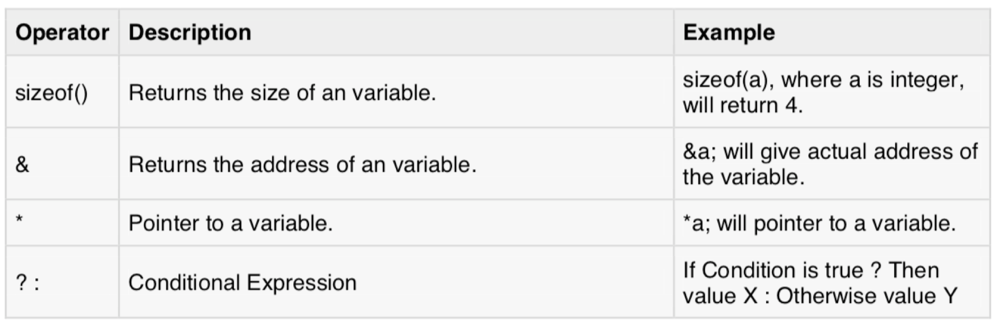 Operator Description Example
sizeof() Returns the size of an variable. sizeof(a), where a is integer,
will return 4.
& Returns the address of an variable. &a; will give actual address of
the variable.
* Pointer to a variable. *a; will pointer to a variable.
? : Conditional Expression If Condition is true ? Then
value X : Otherwise value Y